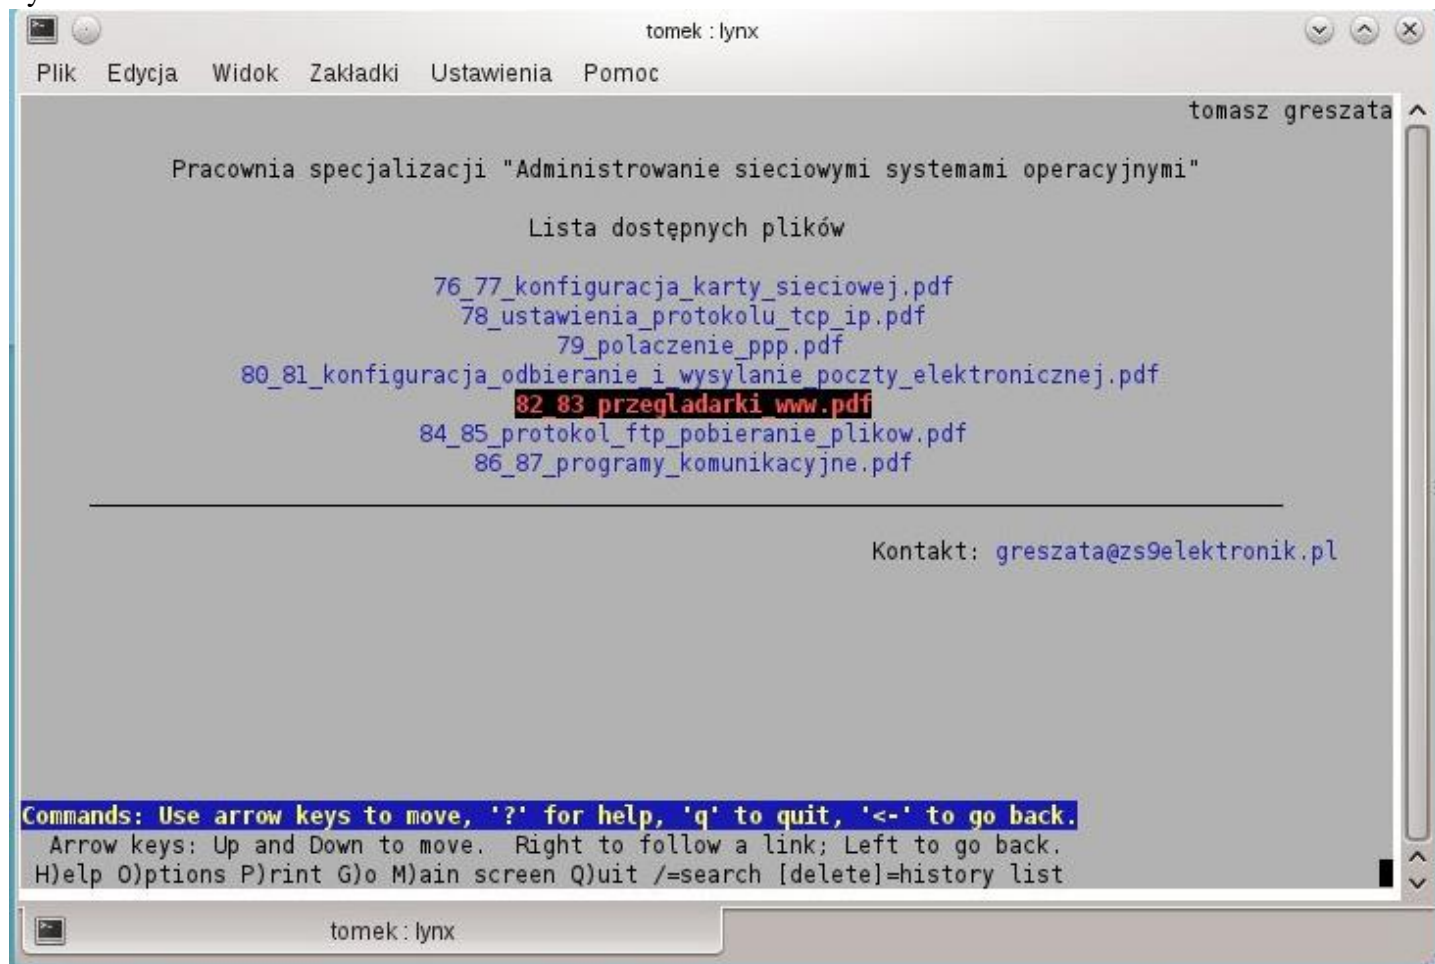 tomek : lynx
Plik Edycja Widok Zakładki Ustawienia Pomoc
tomasz greszata
Pracownia specjalizacji "Administrowanie sieciowymi systemami operacyjnymi"
Lista dostępnych plików
76_77_konfiguracja_karty_sieciowej.pdf
78_ustawienia_protokolu_tcp_ip.pdf
79_polaczenie_ppp.pdf
80_81_konfiguracja_odbieranie_i_wysylanie_poczty_elektronicznej.pdf
82_83_przegladarki_www.pdf
84_85_protokol_ftp_pobieranie_plikow.pdf
86_87_programy_komunikacyjne.pdf
Kontakt: greszata@zs9elektronik.pl
Commands: Use arrow keys to move, '?' for help, 'q' to quit, '<-' to go back.
Arrow keys: Up and Down to move. Right to follow a link; Left to go back.
H)elp O)ptions P)rint G)o M)ain screen Q)uit /=search [delete]=history list
tomek : lynx